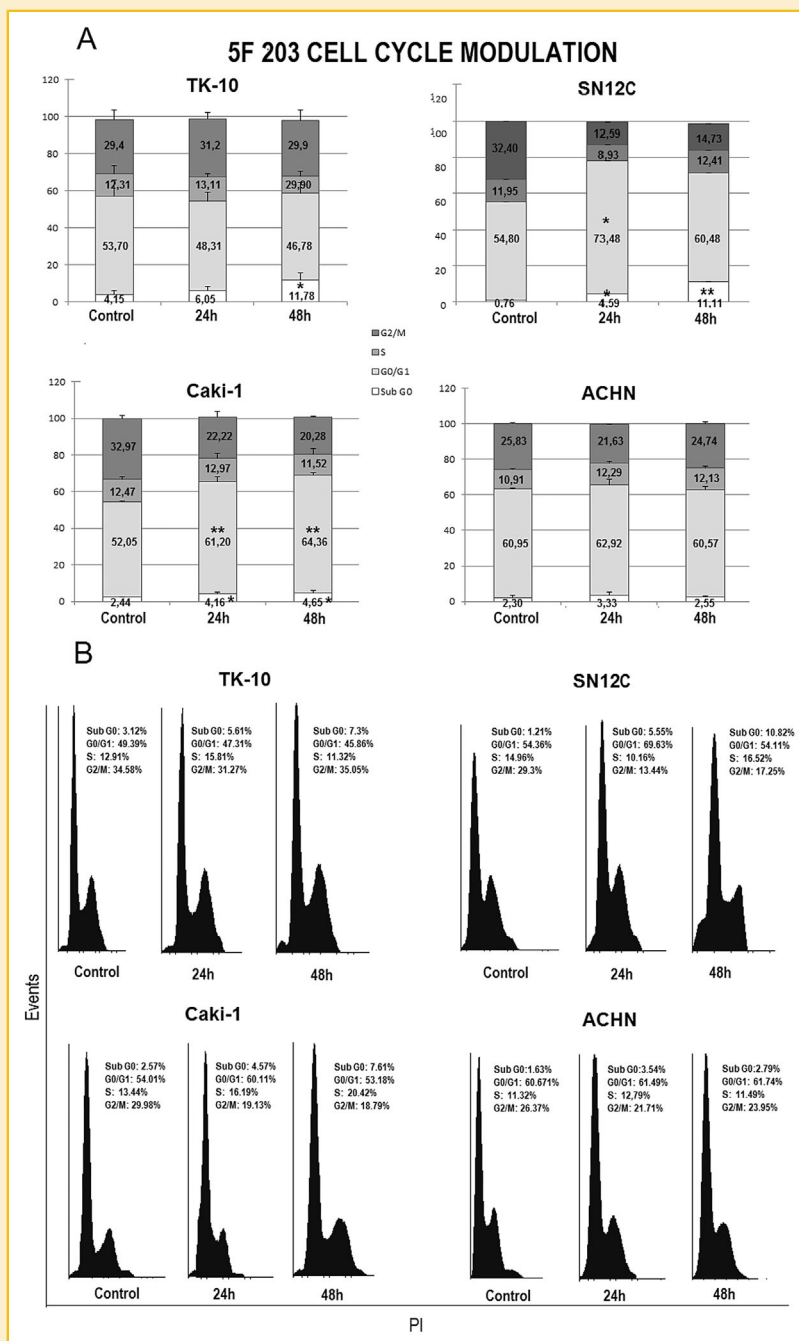 A
5F 203 CELL CYCLE MODULATION
TK-10
120
100
80
60
40
20
0
29,4
31,2
29,9
12,31
13,11
29,90
53,70
48,31
46,78
*
4,15
6,05
11,78
Control
24h
48h
SN12C
120
100
80
60
40
20
0
32,40
12,59
14,73
8,93
12,41
11,95
*
54,80
73,48
60,48
*
**
0,76
4,59
11,11
Control
24h
48h
G2/M
S
G0/G1
Sub G0
Caki-1
120
100
80
60
40
20
0
32,97
22,22
20,28
12,47
12,97
11,52
**
**
52,05
61,20
64,36
2,44
4,16 *
4,65 *
Control
24h
48h
ACHN
120
100
80
60
40
20
0
25,83
21,63
24,74
10,91
12,29
12,13
60,95
62,92
60,57
2,30
3,33
2,55
Control
24h
48h
B
TK-10
Sub G0: 3.12%
G0/G1: 49.39%
S: 12.91%
G2/M: 34.58%
Control
Sub G0: 5.61%
G0/G1: 47.31%
S: 15.81%
G2/M: 31.27%
24h
Sub G0: 7.3%
G0/G1: 45.86%
S: 11.32%
G2/M: 35.05%
48h
SN12C
Sub G0: 1.21%
G0/G1: 54.36%
S: 14.96%
G2/M: 29.3%
Control
Sub G0: 5.55%
G0/G1: 69.63%
S: 10.16%
G2/M: 13.44%
24h
Sub G0: 10.82%
G0/G1: 54.11%
S: 16.52%
G2/M: 17.25%
48h
Events
Caki-1
Sub G0: 2.57%
G0/G1: 54.01%
S: 13.44%
G2/M: 29.98%
Control
Sub G0: 4.57%
G0/G1: 60.11%
S: 16.19%
G2/M: 19.13%
24h
Sub G0: 7.61%
G0/G1: 53.18%
S: 20.42%
G2/M: 18.79%
48h
ACHN
Sub G0:1.63%
G0/G1: 60.671%
S: 11.32%
G2/M: 26.37%
Control
Sub G0:3.54%
G0/G1: 61.49%
S: 12,79%
G2/M: 21.71%
24h
Sub G0:2.79%
G0/G1: 61.74%
S: 11.49%
G2/M: 23.95%
48h
PI